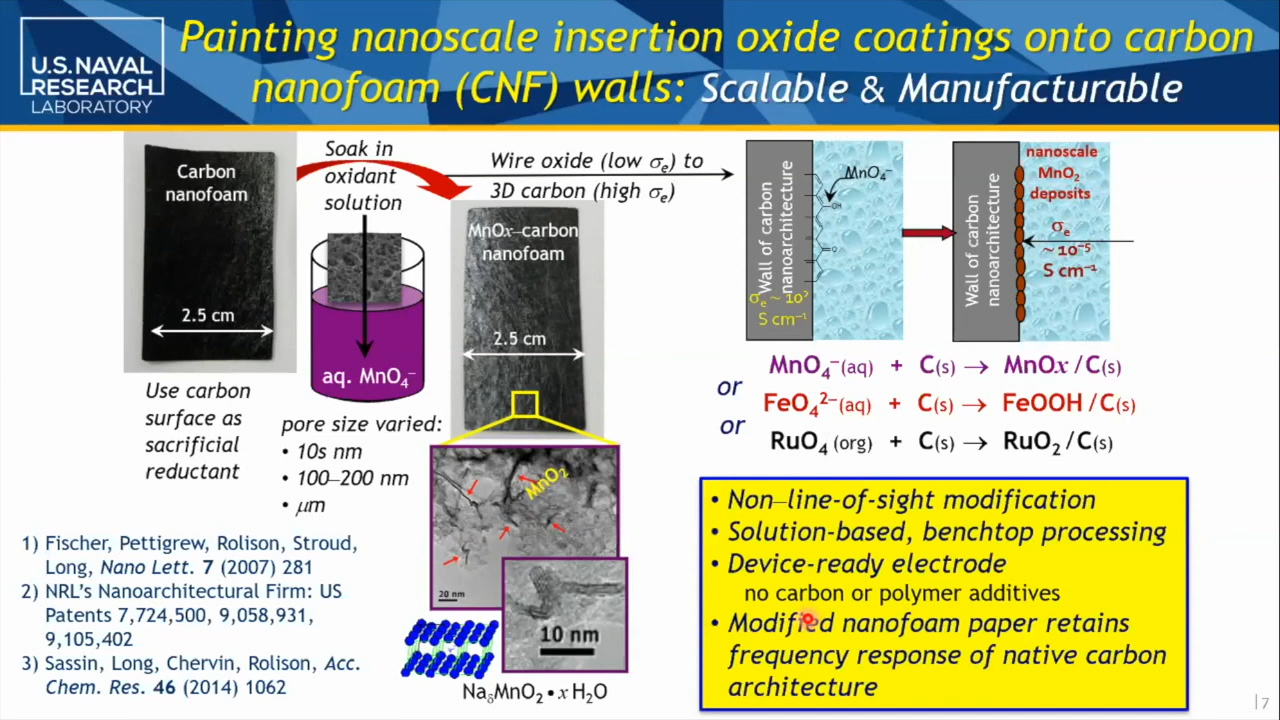 U.S. NAVAL
RESEARCH
LABORATORY
Painting nanoscale insertion oxide coatings onto carbon
nanofoam (CNF) walls: Scalable & Manufacturable
Carbon
nanofoam
2.5 cm
Use carbon
surface as
sacrificial
reductant
Soak in
oxidant
solution
aq. MnO₄⁻
pore size varied:
• 10s nm
• 100–200 nm
• μm
Wire oxide (low σₑ) to
3D carbon (high σₑ)
MnOx–carbon
nanofoam
2.5 cm
MnO₂
20 nm
10 nm
NaδMnO₂ • x H₂O
Wall of carbon
nanoarchitecture
S cm⁻¹
MnO₄⁻
OH
O
Wall of carbon
nanoarchitecture
nanoscale
MnO₂
deposits
σₑ
~ 10⁻⁵
S cm⁻¹
MnO₄⁻ (aq) + C(s) → MnOx / C(s)
or
FeO₄²⁻ (aq) + C(s) → FeOOH / C(s)
or
RuO₄ (org) + C(s) → RuO₂ / C(s)
• Non–line-of-sight modification
• Solution-based, benchtop processing
• Device-ready electrode
no carbon or polymer additives
• Modified nanofoam paper retains
frequency response of native carbon
architecture
1) Fischer, Pettigrew, Rolison, Stroud,
Long, Nano Lett. 7 (2007) 281
2) NRL's Nanoarchitectural Firm: US
Patents 7,724,500, 9,058,931,
9,105,402
3) Sassin, Long, Chervin, Rolison, Acc.
Chem. Res. 46 (2014) 1062
|7